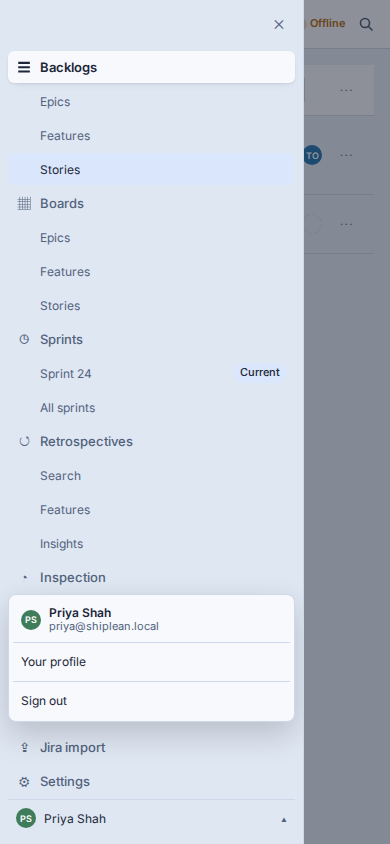 Offline
Backlogs
Epics
Features
Stories
TO
Boards
Epics
Features
Stories
Sprints
Sprint 24
Current
All sprints
Retrospectives
Search
Features
Insights
Inspection
PS
Priya Shah
priya@shiplean.local
Your profile
Sign out
Jira import
Settings
PS
Priya Shah